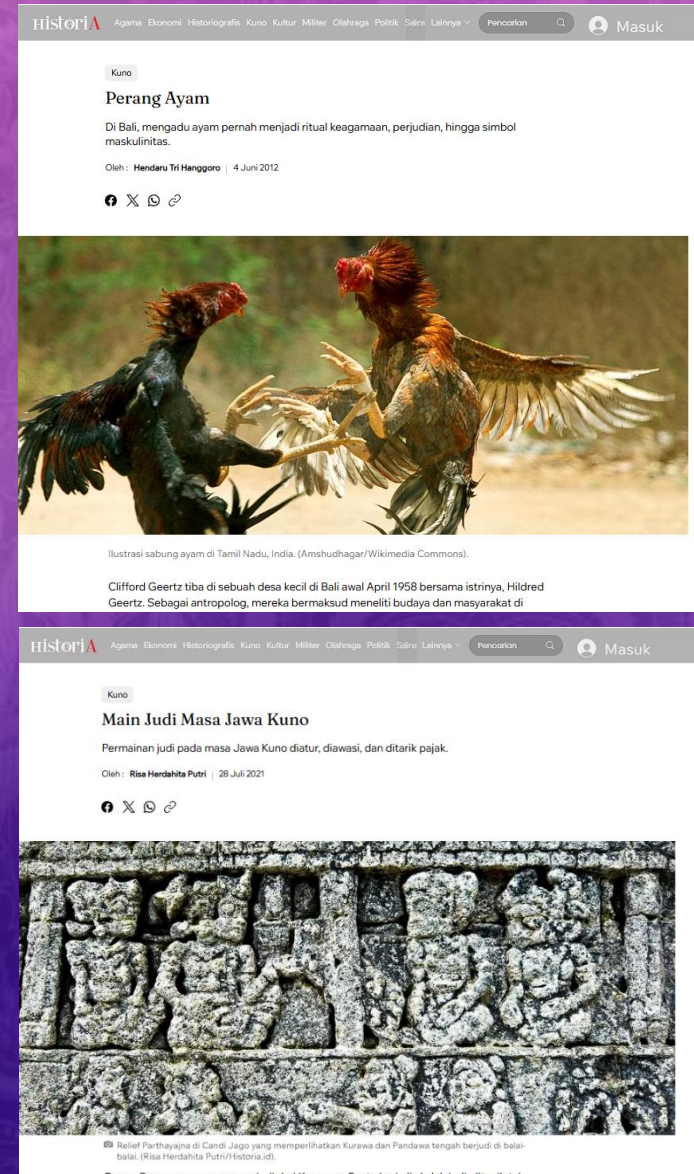 HISTORIA Agama Ekonomi Historiografis Kuno Kultur Militer Olahraga Politik Sains Lainnya Pencarian Masuk
Kuno
Perang Ayam
Di Bali, mengadu ayam pernah menjadi ritual keagamaan, perjudian, hingga simbol
maskulinitas.
Oleh : Hendaru Tri Hanggoro | 4 Juni 2012
Ilustrasi sabung ayam di Tamil Nadu, India. (Amshudhagar/Wikimedia Commons).
Clifford Geertz tiba di sebuah desa kecil di Bali awal April 1958 bersama istrinya, Hildred
Geertz. Sebagai antropolog, mereka bermaksud meneliti budaya dan masyarakat di
HISTORIA Agama Ekonomi Historiografis Kuno Kultur Militer Olahraga Politik Sains Lainnya Pencarian Masuk
Kuno
Main Judi Masa Jawa Kuno
Permainan judi pada masa Jawa Kuno diatur, diawasi, dan ditarik pajak.
Oleh : Risa Herdahita Putri | 28 Juli 2021
Relief Parthayajna di Candi Jago yang memperlihatkan Kurawa dan Pandawa tengah berjudi di balai-
balai. (Risa Herdahita Putri/Historia.id).